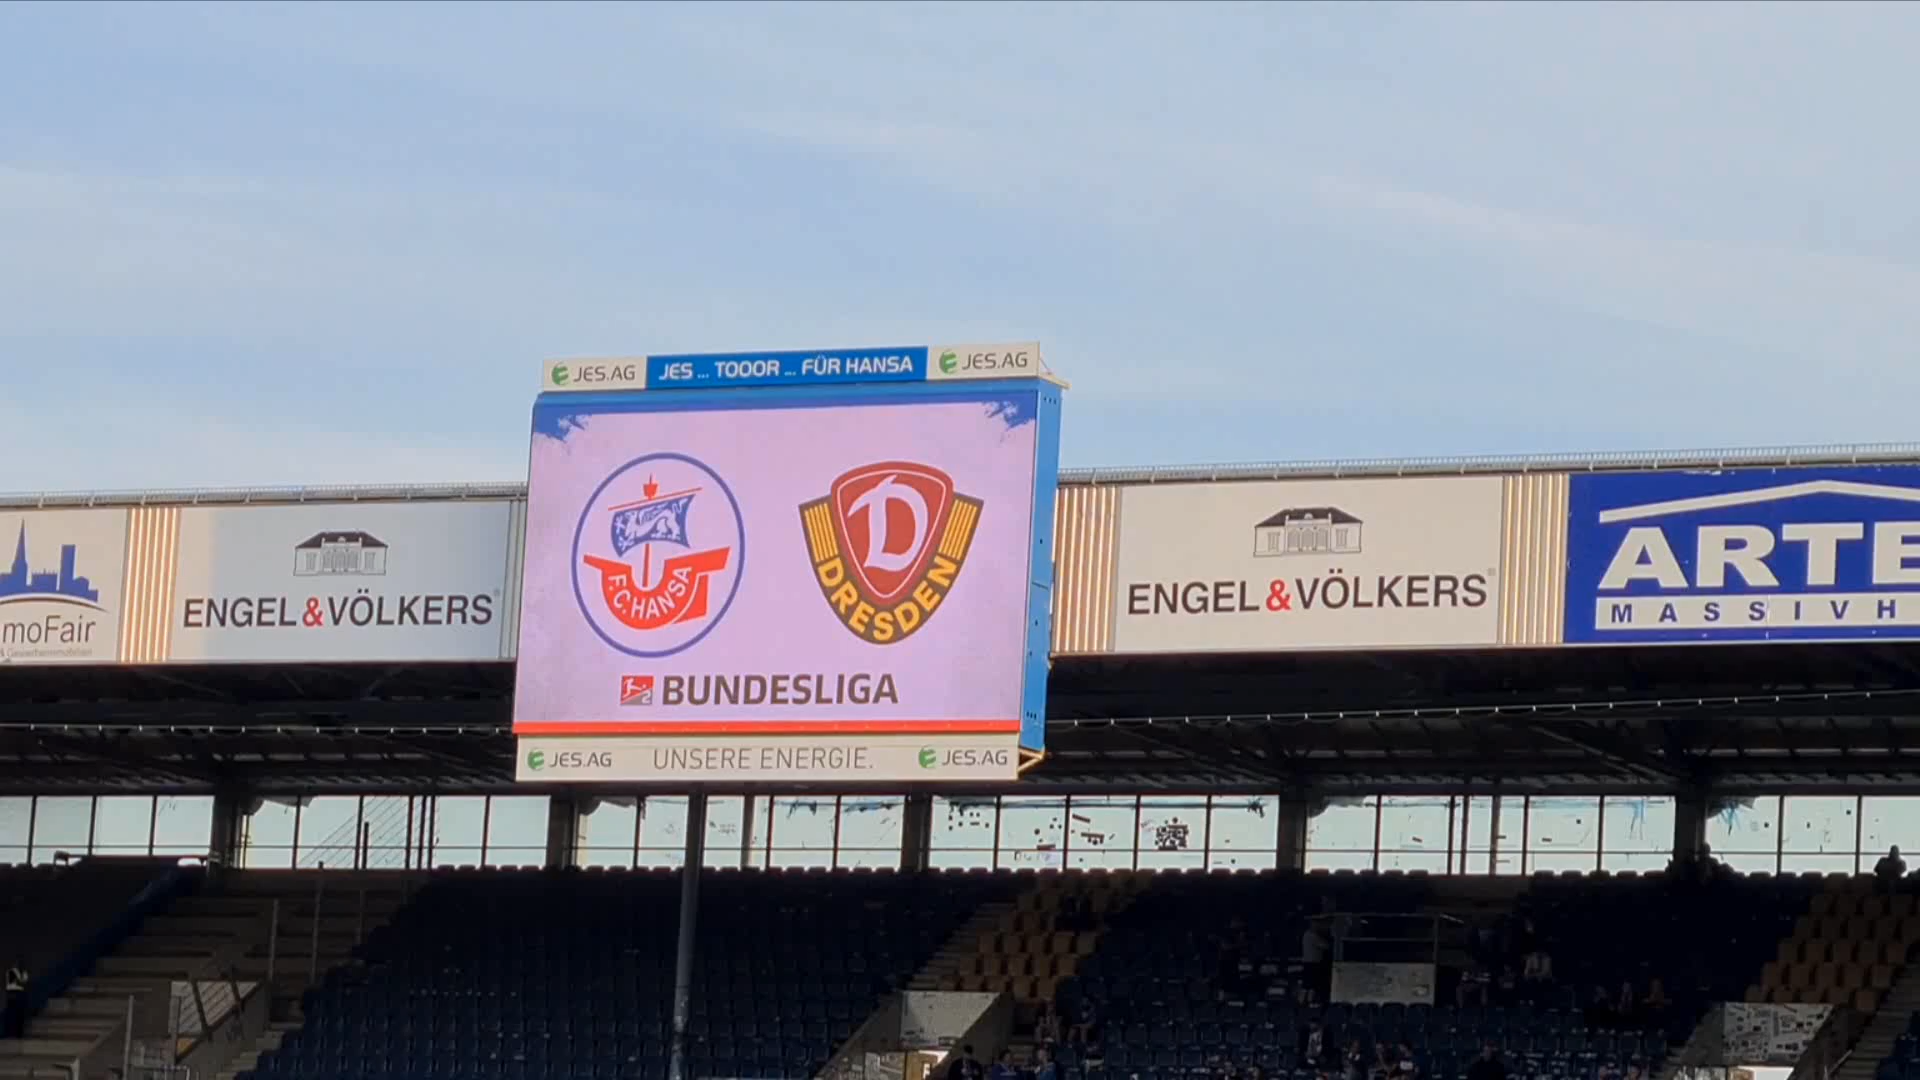 JES.AG JES ... TOOOR ... FÜR HANSA JES.AG
F.C. HANSA
D
DRESDEN
2 BUNDESLIGA
JES.AG UNSERE ENERGIE. JES.AG
moFair
ENGEL&VÖLKERS
ENGEL&VÖLKERS
ARTE
MASSIVH